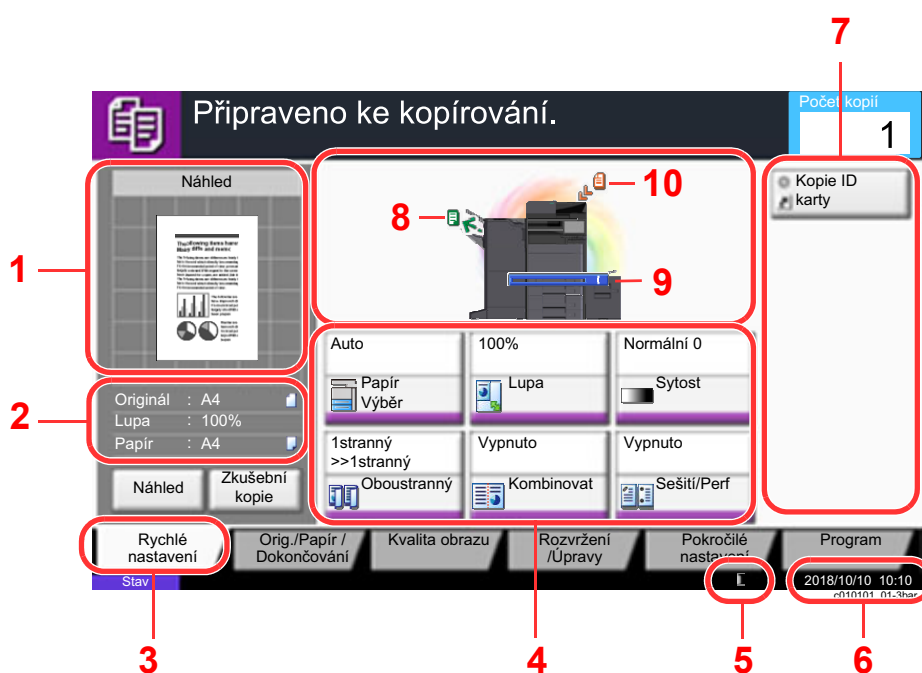 7
Připraveno ke kopírování.
Počet kopií
1
Náhled
Kopie ID
karty
10
8
1
9
Auto
100%
Normální 0
Papír
Výběr
Lupa
Sytost
Originál : A4
Lupa : 100%
Papír : A4
2
1stranný
>>1stranný
Vypnuto
Vypnuto
Oboustranný
Kombinovat
Sešití/Perf
Náhled
Zkušební
kopie
Rychlé
nastavení
Orig./Papír /
Dokončování
Kvalita obrazu
Rozvržení
/Úpravy
Pokročilé
nastavení
Program
Stav
2018/10/10 10:10
c010101_01-3bar
3
4
5
6